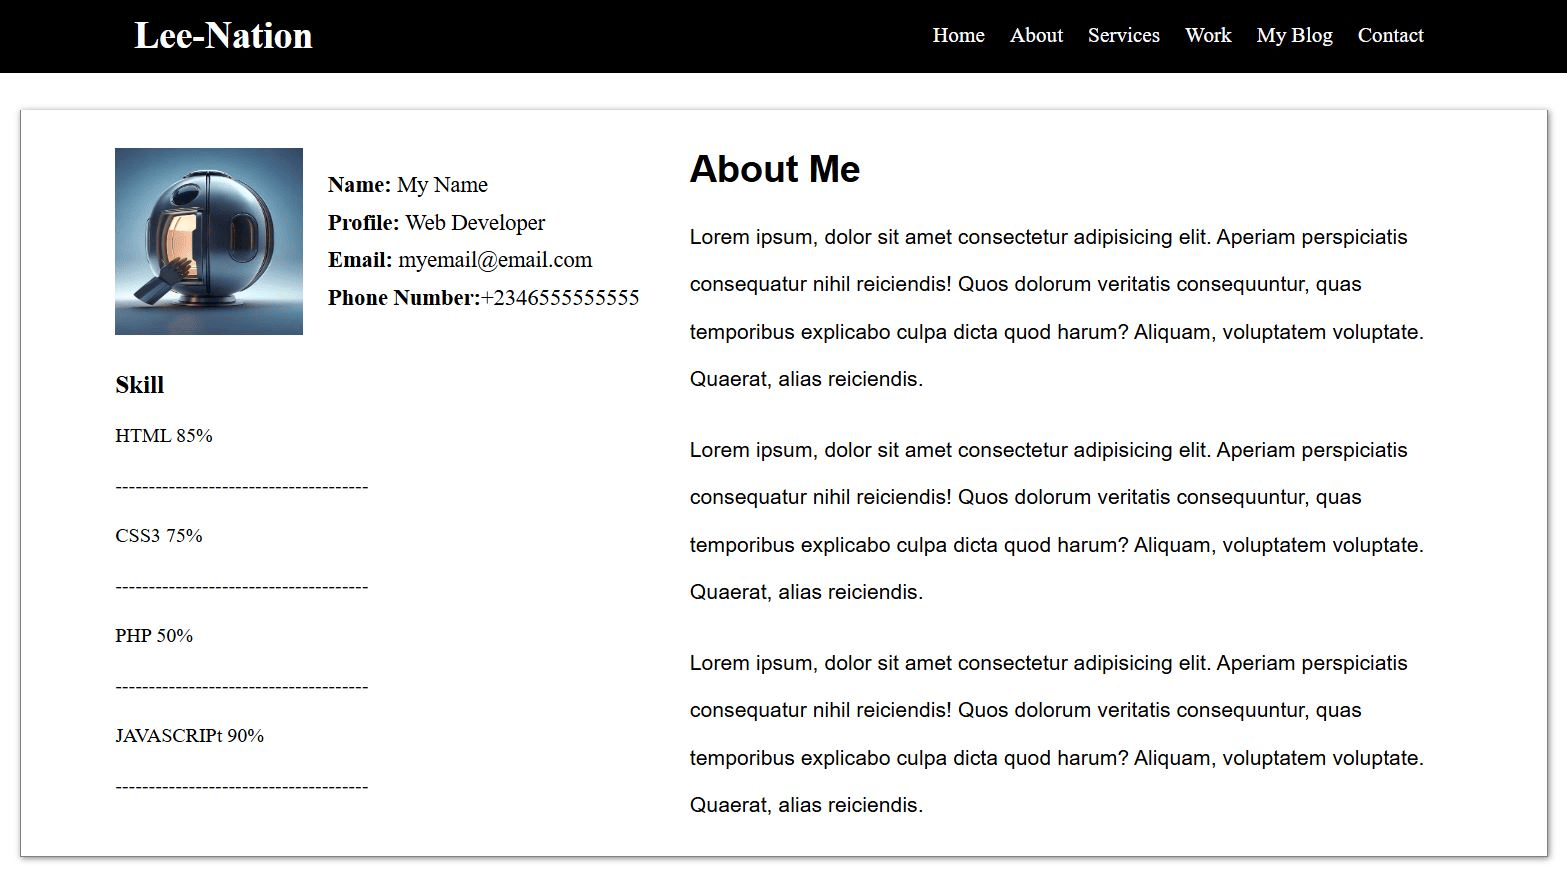 Lee-Nation
Home About Services Work My Blog Contact
Name: My Name
Profile: Web Developer
Email: myemail@email.com
Phone Number:+2346555555555
Skill
HTML 85%
--------------------------------------
CSS3 75%
--------------------------------------
PHP 50%
--------------------------------------
JAVASCRIPt 90%
--------------------------------------
About Me
Lorem ipsum, dolor sit amet consectetur adipisicing elit. Aperiam perspiciatis
consequatur nihil reiciendis! Quos dolorum veritatis consequuntur, quas
temporibus explicabo culpa dicta quod harum? Aliquam, voluptatem voluptate.
Quaerat, alias reiciendis.
Lorem ipsum, dolor sit amet consectetur adipisicing elit. Aperiam perspiciatis
consequatur nihil reiciendis! Quos dolorum veritatis consequuntur, quas
temporibus explicabo culpa dicta quod harum? Aliquam, voluptatem voluptate.
Quaerat, alias reiciendis.
Lorem ipsum, dolor sit amet consectetur adipisicing elit. Aperiam perspiciatis
consequatur nihil reiciendis! Quos dolorum veritatis consequuntur, quas
temporibus explicabo culpa dicta quod harum? Aliquam, voluptatem voluptate.
Quaerat, alias reiciendis.